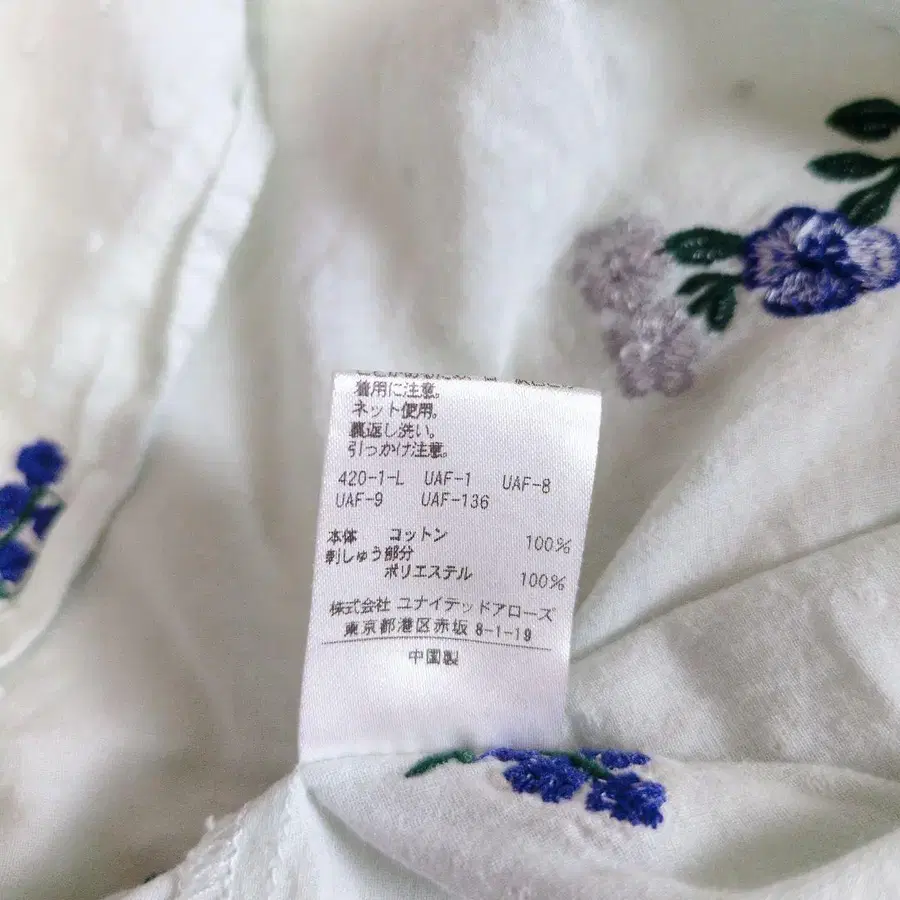 着用に注意。
ネット使用。
裏返し洗い。
引っかけ注意。
420-1-L UAF-1 UAF-8
UAF-9 UAF-136
本体 コットン 100%
刺しゅう部分
ポリエステル 100%
株式会社 ユナイテッドアローズ
東京都港区赤坂 8-1-19
中国製